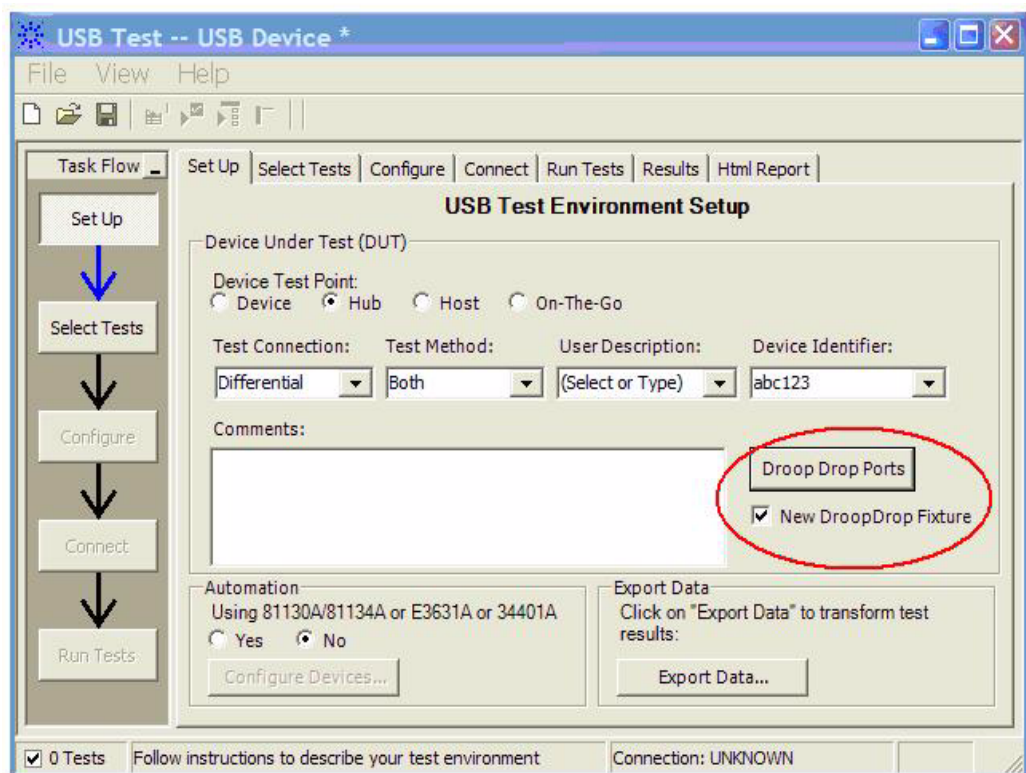 USB Test -- USB Device *
File View Help
Task Flow
Set Up Select Tests Configure Connect Run Tests Results Html Report
Set Up
Select Tests
Configure
Connect
Run Tests
USB Test Environment Setup
Device Under Test (DUT)
Device Test Point:
Device Hub Host On-The-Go
Test Connection: Test Method: User Description: Device Identifier:
Differential Both (Select or Type) abc123
Comments:
Droop Drop Ports
New DroopDrop Fixture
Automation
Using 81130A/81134A or E3631A or 34401A
Yes No
Configure Devices...
Export Data
Click on "Export Data" to transform test
results:
Export Data...
0 Tests Follow instructions to describe your test environment Connection: UNKNOWN